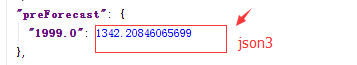 "preForecast": {
"1999.0": 1342.20846065699
json3
},